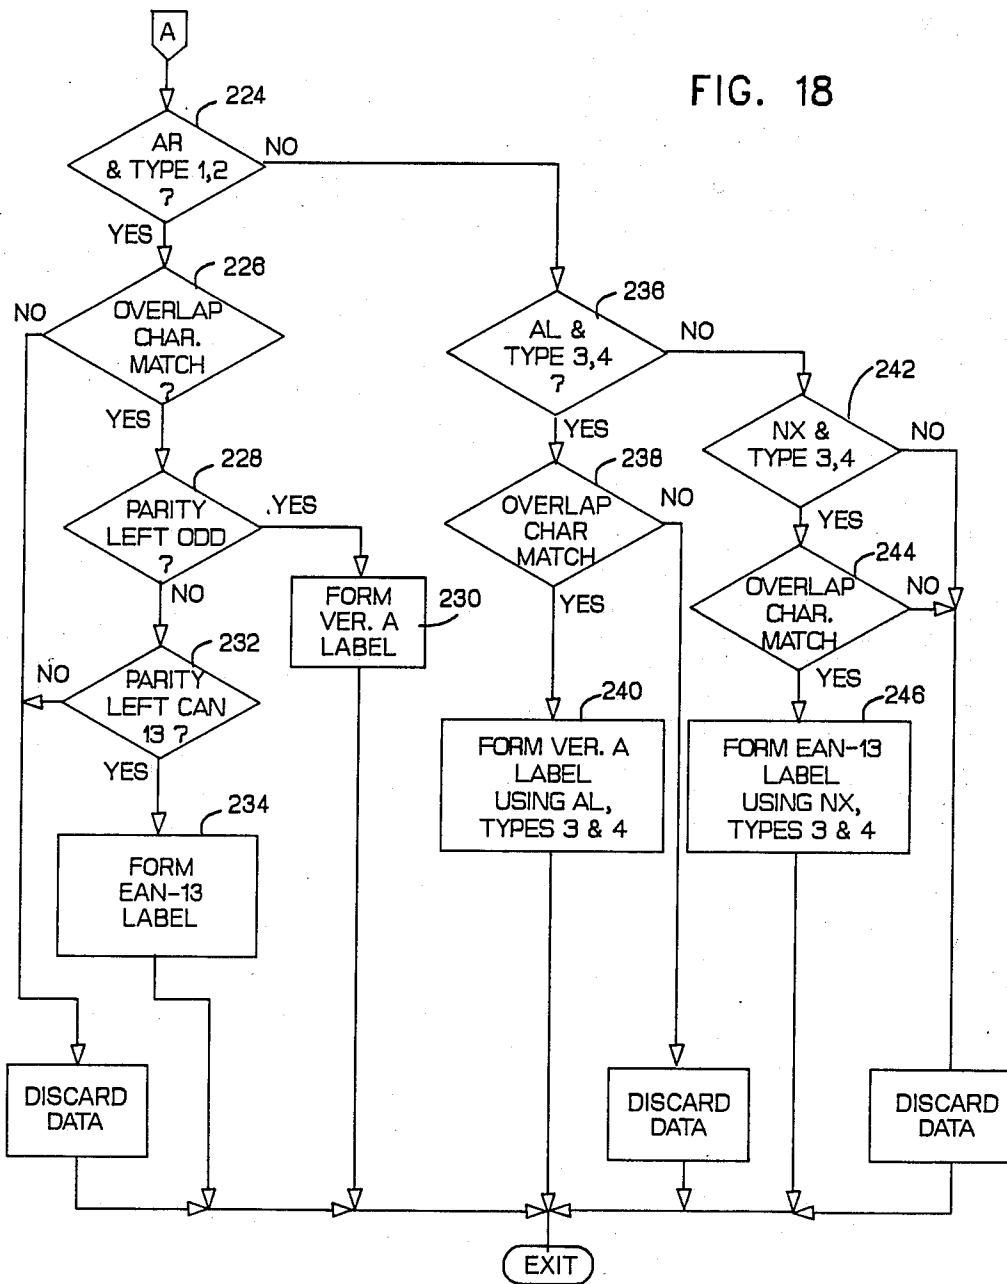 A
FIG. 18
224
AR
& TYPE 1,2
?
NO
YES
226
OVERLAP
CHAR.
MATCH
?
NO
YES
236
AL &
TYPE 3,4
?
NO
YES
242
NX &
TYPE 3,4
NO
YES
228
PARITY
LEFT ODD
?
.YES
NO
238
OVERLAP
CHAR
MATCH
NO
YES
244
OVERLAP
CHAR.
MATCH
NO
YES
FORM
VER. A
LABEL
230
232
PARITY
LEFT CAN
13 ?
NO
YES
240
FORM VER. A
LABEL
USING AL,
TYPES 3 & 4
246
FORM EAN-13
LABEL
USING NX,
TYPES 3 & 4
234
FORM
EAN-13
LABEL
DISCARD
DATA
DISCARD
DATA
DISCARD
DATA
EXIT